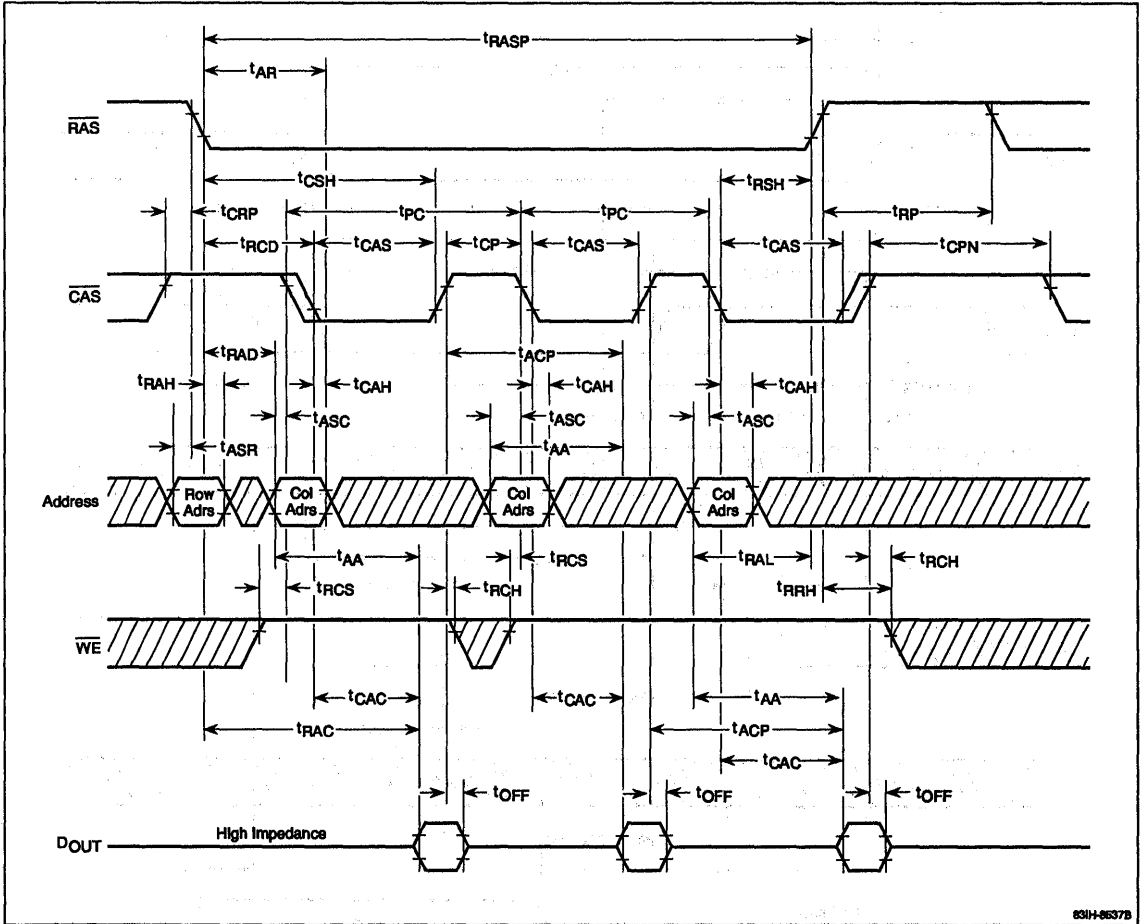 tRASP
tAR
RAS
tCSH
tRSH
tCRP
tPC
tPC
tRP
tRCD
tCAS
tCP
tCAS
tCAS
tCPN
CAS
tRAD
tACP
tRAH
tCAH
tCAH
tCAH
tASC
tASC
tASC
tASR
tAA
Address
Row Adrs
Col Adrs
Col Adrs
Col Adrs
tAA
tRCS
tRAL
tRCH
tRCS
tRCH
tRRH
WE
tCAC
tCAC
tAA
tRAC
tACP
tCAC
tOFF
tOFF
tOFF
DOUT
High Impedance
83IH-8537B